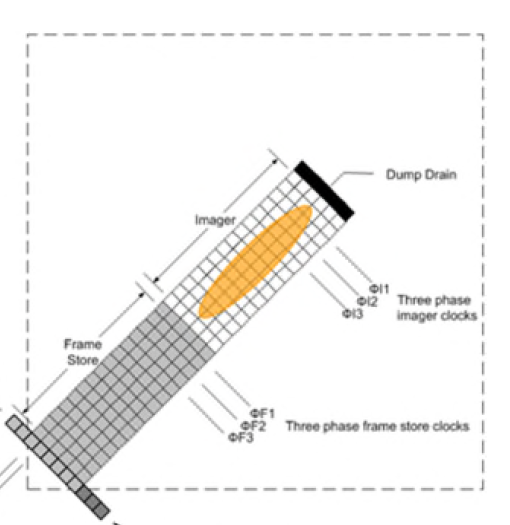 Dump Drain
Imager
ΦI1
ΦI2
ΦI3
Three phase
imager clocks
Frame
Store
ΦF1
ΦF2
ΦF3
Three phase frame store clocks